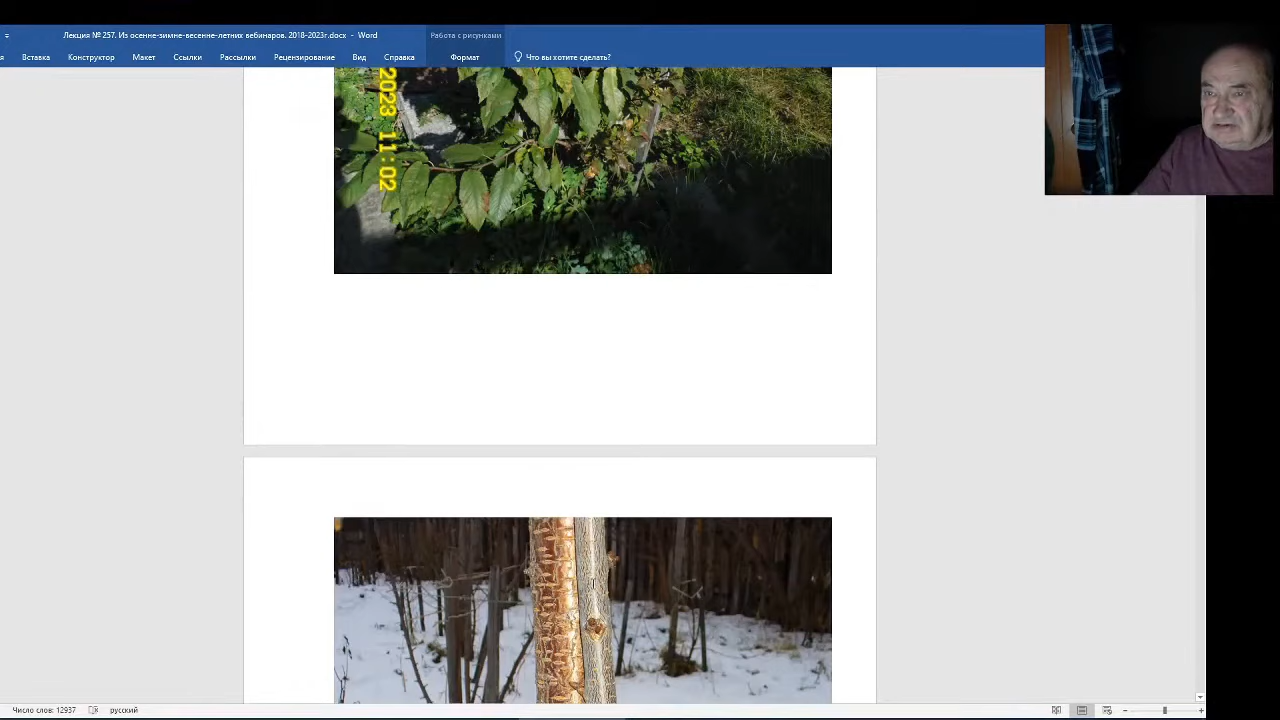 Лекция № 257. Из осенне-зимне-весенне-летних вебинаров. 2018-2023г.docx - Word
Работа с рисунками
я Вставка Конструктор Макет Ссылки Рассылки Рецензирование Вид Справка Формат Что вы хотите сделать?
2023 11:02
Число слов: 12937 русский